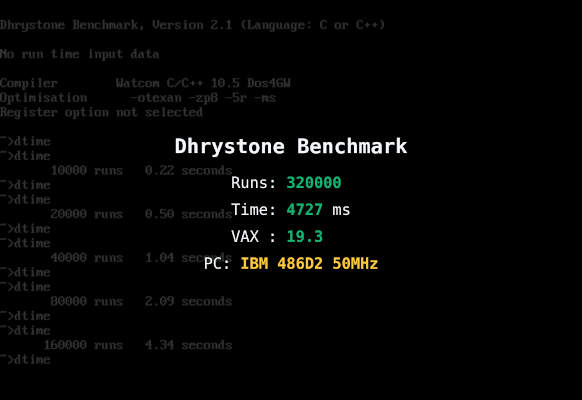 Dhrystone Benchmark, Version 2.1 (Language: C or C++)
No run time input data
Compiler Watcom C/C++ 10.5 Dos4GW
Optimisation -otexan -zp8 -5r -ms
Register option not selected
~>dtime
~>dtime
10000 runs 0.22 seconds
~>dtime
~>dtime
20000 runs 0.50 seconds
~>dtime
~>dtime
40000 runs 1.04 seconds
~>dtime
~>dtime
80000 runs 2.09 seconds
~>dtime
~>dtime
160000 runs 4.34 seconds
~>dtime
Dhrystone Benchmark
Runs: 320000
Time: 4727 ms
VAX : 19.3
PC: IBM 486D2 50MHz